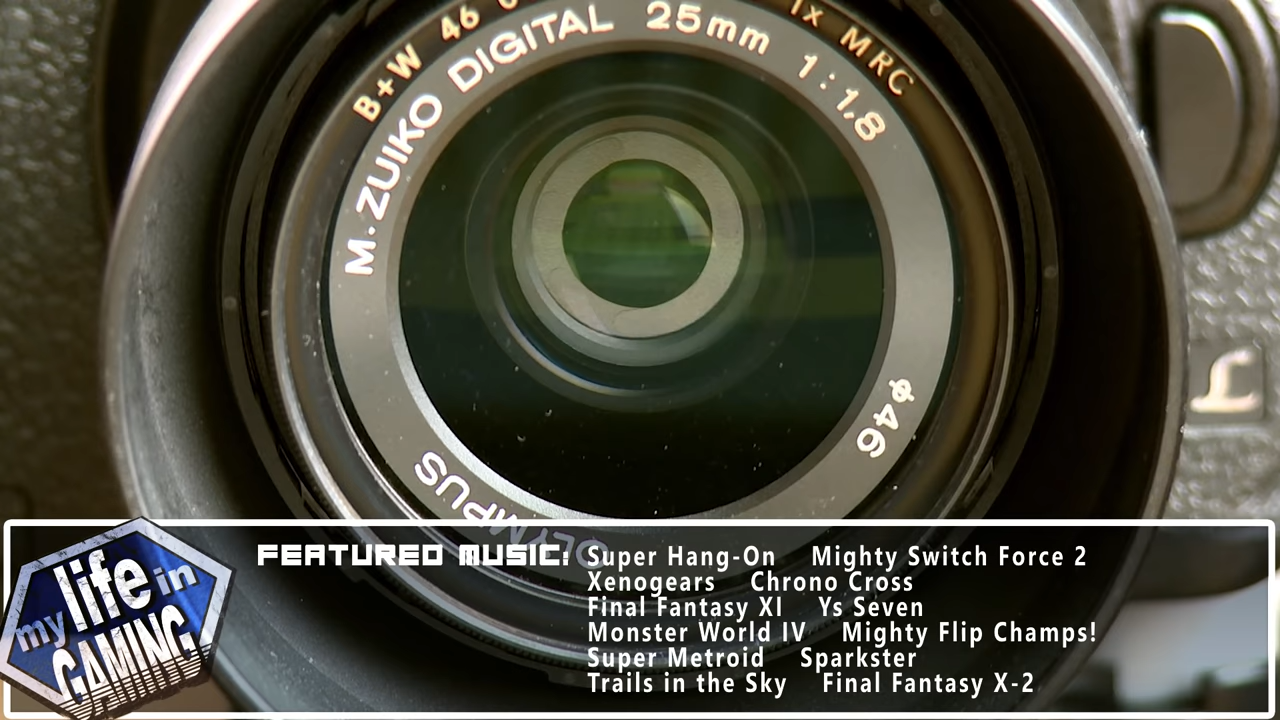 B+W 46 1x MRC
M.ZUIKO DIGITAL 25mm 1:1.8
ϕ46
OLYMPUS
my life in GAMING
FEATURED MUSIC:
Super Hang-On Mighty Switch Force 2
Xenogears Chrono Cross
Final Fantasy XI Ys Seven
Monster World IV Mighty Flip Champs!
Super Metroid Sparkster
Trails in the Sky Final Fantasy X-2